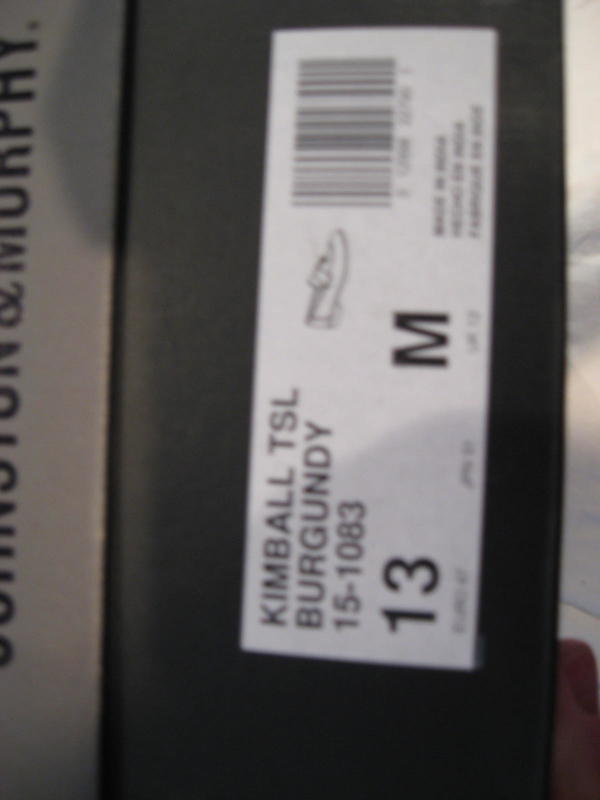 JOHNSTON & MURPHY.
KIMBALL TSL
BURGUNDY
15-1083
13 M
MADE IN INDIA
HECHO EN INDIA
FABRIQUE EN INDE